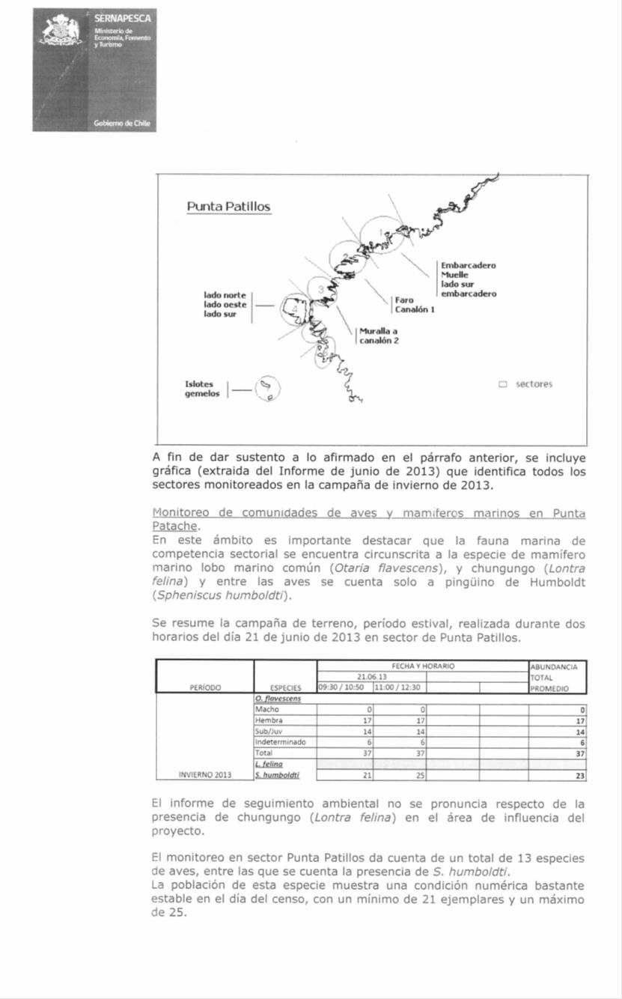 SERNAPESCA
Ministerio de
Economía, Fomento
y Turismo
Gobierno de Chile
Punta Patillos
1
2
3
4
Embarcadero
Muelle
lado sur
embarcadero
Faro
Canalón 1
lado norte
lado oeste
lado sur
Muralla a
canalón 2
Islotes
gemelos
sectores
A fin de dar sustento a lo afirmado en el párrafo anterior, se incluye
gráfica (extraida del Informe de junio de 2013) que identifica todos los
sectores monitoreados en la campaña de invierno de 2013.
Monitoreo de comunidades de aves y mamíferos marinos en Punta
Patache.
En este ámbito es importante destacar que la fauna marina de
competencia sectorial se encuentra circunscrita a la especie de mamífero
marino lobo marino común (Otaria flavescens), y chungungo (Lontra
felina) y entre las aves se cuenta solo a pingüino de Humboldt
(Spheniscus humboldti).
Se resume la campaña de terreno, período estival, realizada durante dos
horarios del día 21 de junio de 2013 en sector de Punta Patillos.
PERÍODO ESPECIES FECHA Y HORARIO ABUNDANCIA
21.06.13 TOTAL
09:30 / 10:50 11:00 / 12:30 PROMEDIO
O. flavescens
Macho 0 0 0
Hembra 17 17 17
Sub/Juv 14 14 14
Indeterminado 6 6 6
Total 37 37 37
L. felina
INVIERNO 2013 S. humboldti 21 25 23
El informe de seguimiento ambiental no se pronuncia respecto de la
presencia de chungungo (Lontra felina) en el área de influencia del
proyecto.
El monitoreo en sector Punta Patillos da cuenta de un total de 13 especies
de aves, entre las que se cuenta la presencia de S. humboldti.
La población de esta especie muestra una condición numérica bastante
estable en el día del censo, con un mínimo de 21 ejemplares y un máximo
de 25.